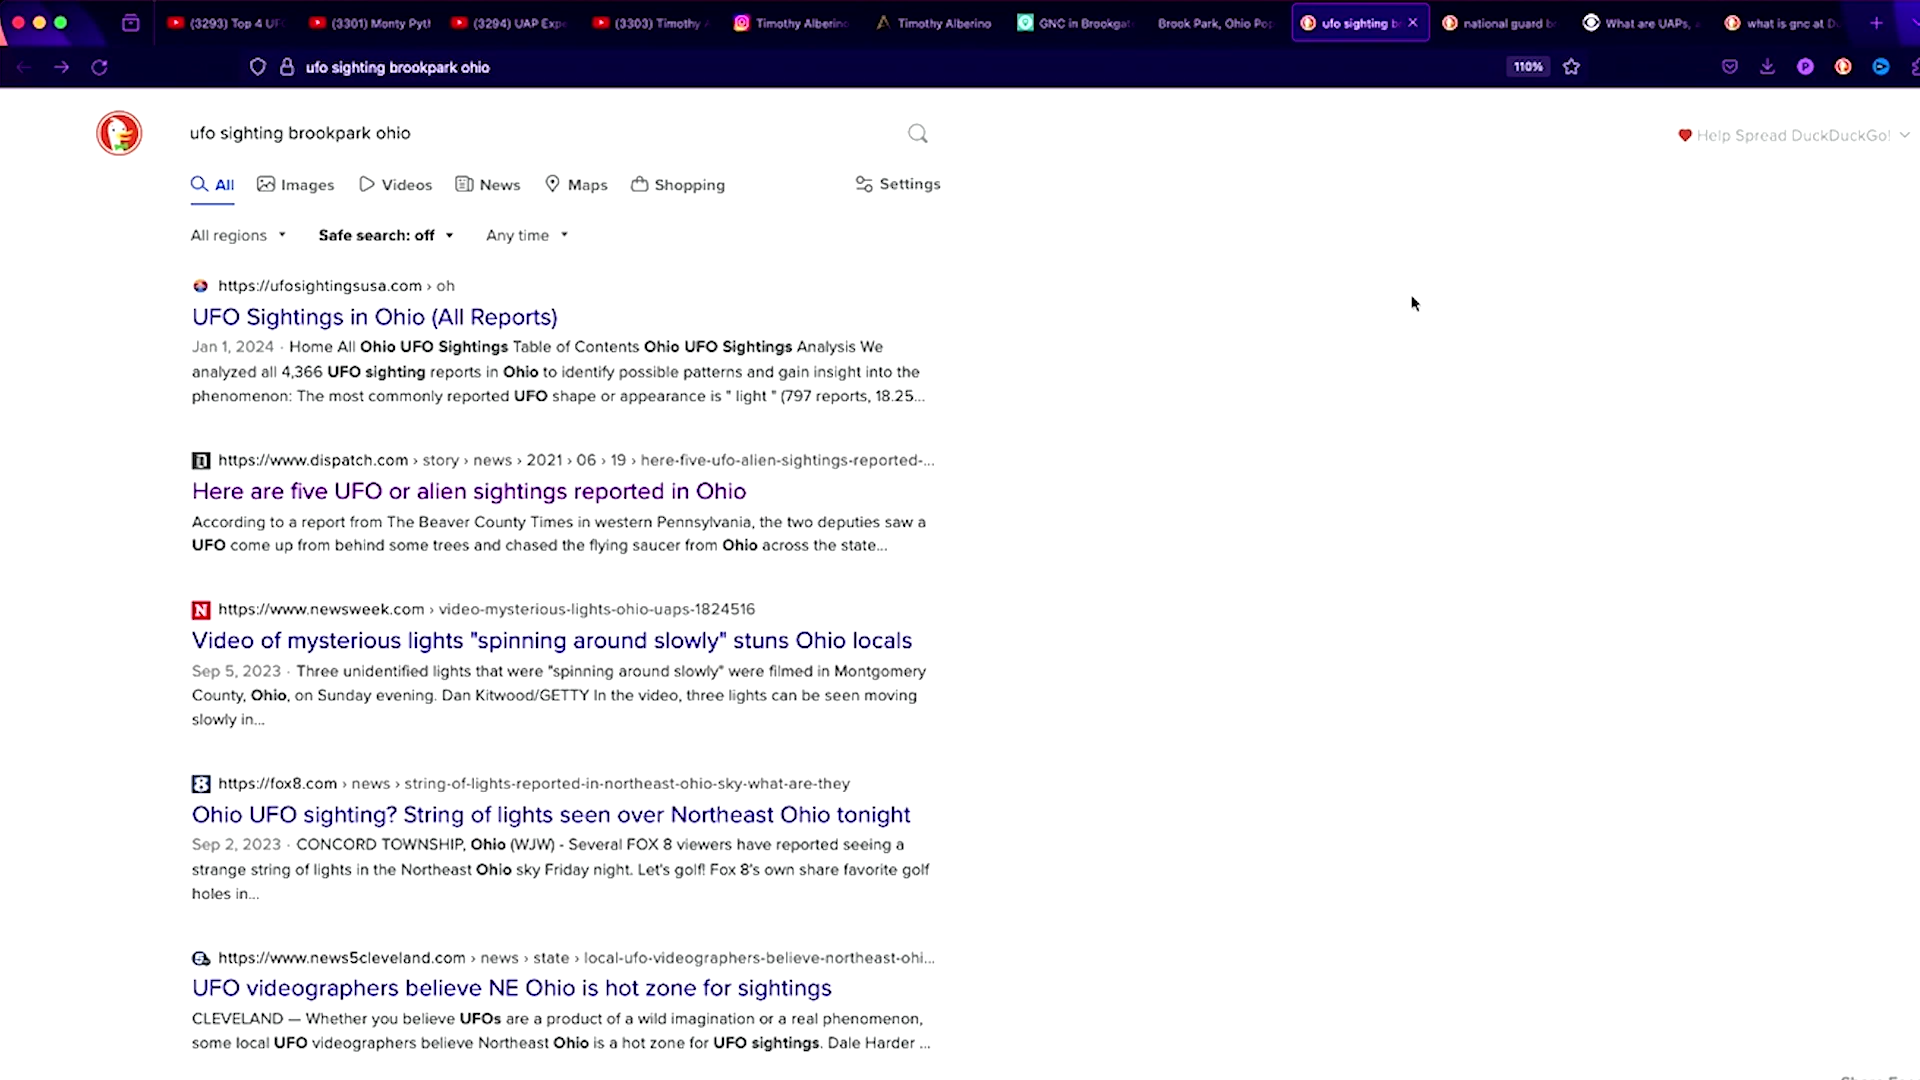 (3293) Top 4 UF
(3301) Monty Pyt
(3294) UAP Exp
(3303) Timothy
Timothy Alberino
Timothy Alberino
GNC in Brookgat
Brook Park, Ohio Po
ufo sighting b
national guard b
What are UAPs,
what is gnc at D
ufo sighting brookpark ohio
110%
ufo sighting brookpark ohio
Help Spread DuckDuckGo!
All
Images
Videos
News
Maps
Shopping
Settings
All regions
Safe search: off
Any time
https://ufosightingsusa.com › oh
UFO Sightings in Ohio (All Reports)
Jan 1, 2024 · Home All Ohio UFO Sightings Table of Contents Ohio UFO Sightings Analysis We
analyzed all 4,366 UFO sighting reports in Ohio to identify possible patterns and gain insight into the
phenomenon: The most commonly reported UFO shape or appearance is " light " (797 reports, 18.25...
https://www.dispatch.com › story › news › 2021 › 06 › 19 › here-five-ufo-alien-sightings-reported-...
Here are five UFO or alien sightings reported in Ohio
According to a report from The Beaver County Times in western Pennsylvania, the two deputies saw a
UFO come up from behind some trees and chased the flying saucer from Ohio across the state...
N
https://www.newsweek.com › video-mysterious-lights-ohio-uaps-1824516
Video of mysterious lights "spinning around slowly" stuns Ohio locals
Sep 5, 2023 · Three unidentified lights that were "spinning around slowly" were filmed in Montgomery
County, Ohio, on Sunday evening. Dan Kitwood/GETTY In the video, three lights can be seen moving
slowly in...
8
https://fox8.com › news › string-of-lights-reported-in-northeast-ohio-sky-what-are-they
Ohio UFO sighting? String of lights seen over Northeast Ohio tonight
Sep 2, 2023 · CONCORD TOWNSHIP, Ohio (WJW) - Several FOX 8 viewers have reported seeing a
strange string of lights in the Northeast Ohio sky Friday night. Let's golf! Fox 8's own share favorite golf
holes in...
https://www.news5cleveland.com › news › state › local-ufo-videographers-believe-northeast-ohi...
UFO videographers believe NE Ohio is hot zone for sightings
CLEVELAND — Whether you believe UFOs are a product of a wild imagination or a real phenomenon,
some local UFO videographers believe Northeast Ohio is a hot zone for UFO sightings. Dale Harder ...